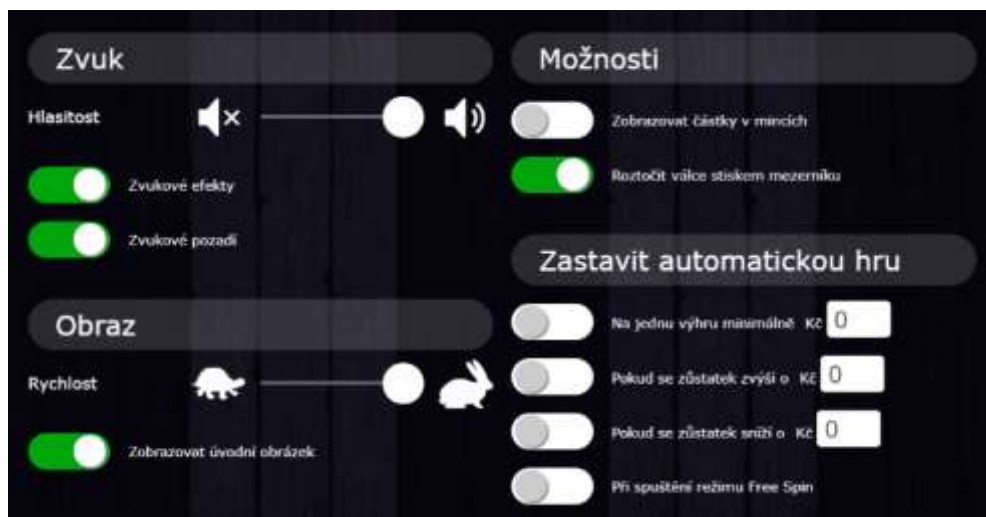 Zvuk
Hlasitost
Zvukové efekty
Zvukové pozadí
Obraz
Rychlost
Zobrazovat úvodní obrázek
Možnosti
Zobrazovat částky v mincích
Roztočit válce stiskem mezerníku
Zastavit automatickou hru
Na jednu výhru minimálně Kč 0
Pokud se zůstatek zvýší o Kč 0
Pokud se zůstatek sníží o Kč 0
Při spuštění režimu Free Spin